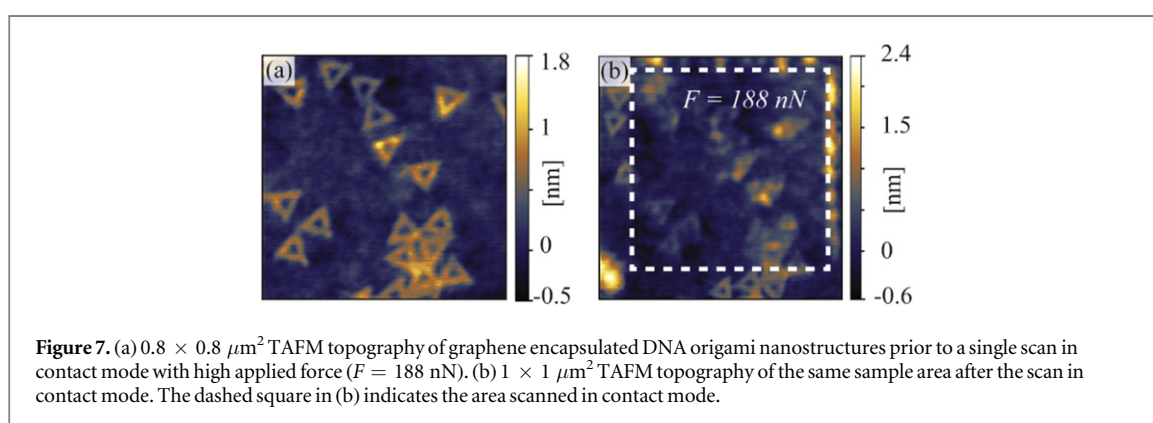 (a)
1.8
1
0
-0.5
[nm]
(b)
F = 188 nN
2.4
1.5
0
-0.6
[nm]
Figure 7. (a) 0.8 × 0.8 μm² TAFM topography of graphene encapsulated DNA origami nanostructures prior to a single scan in
contact mode with high applied force (F = 188 nN). (b) 1 × 1 μm² TAFM topography of the same sample area after the scan in
contact mode. The dashed square in (b) indicates the area scanned in contact mode.